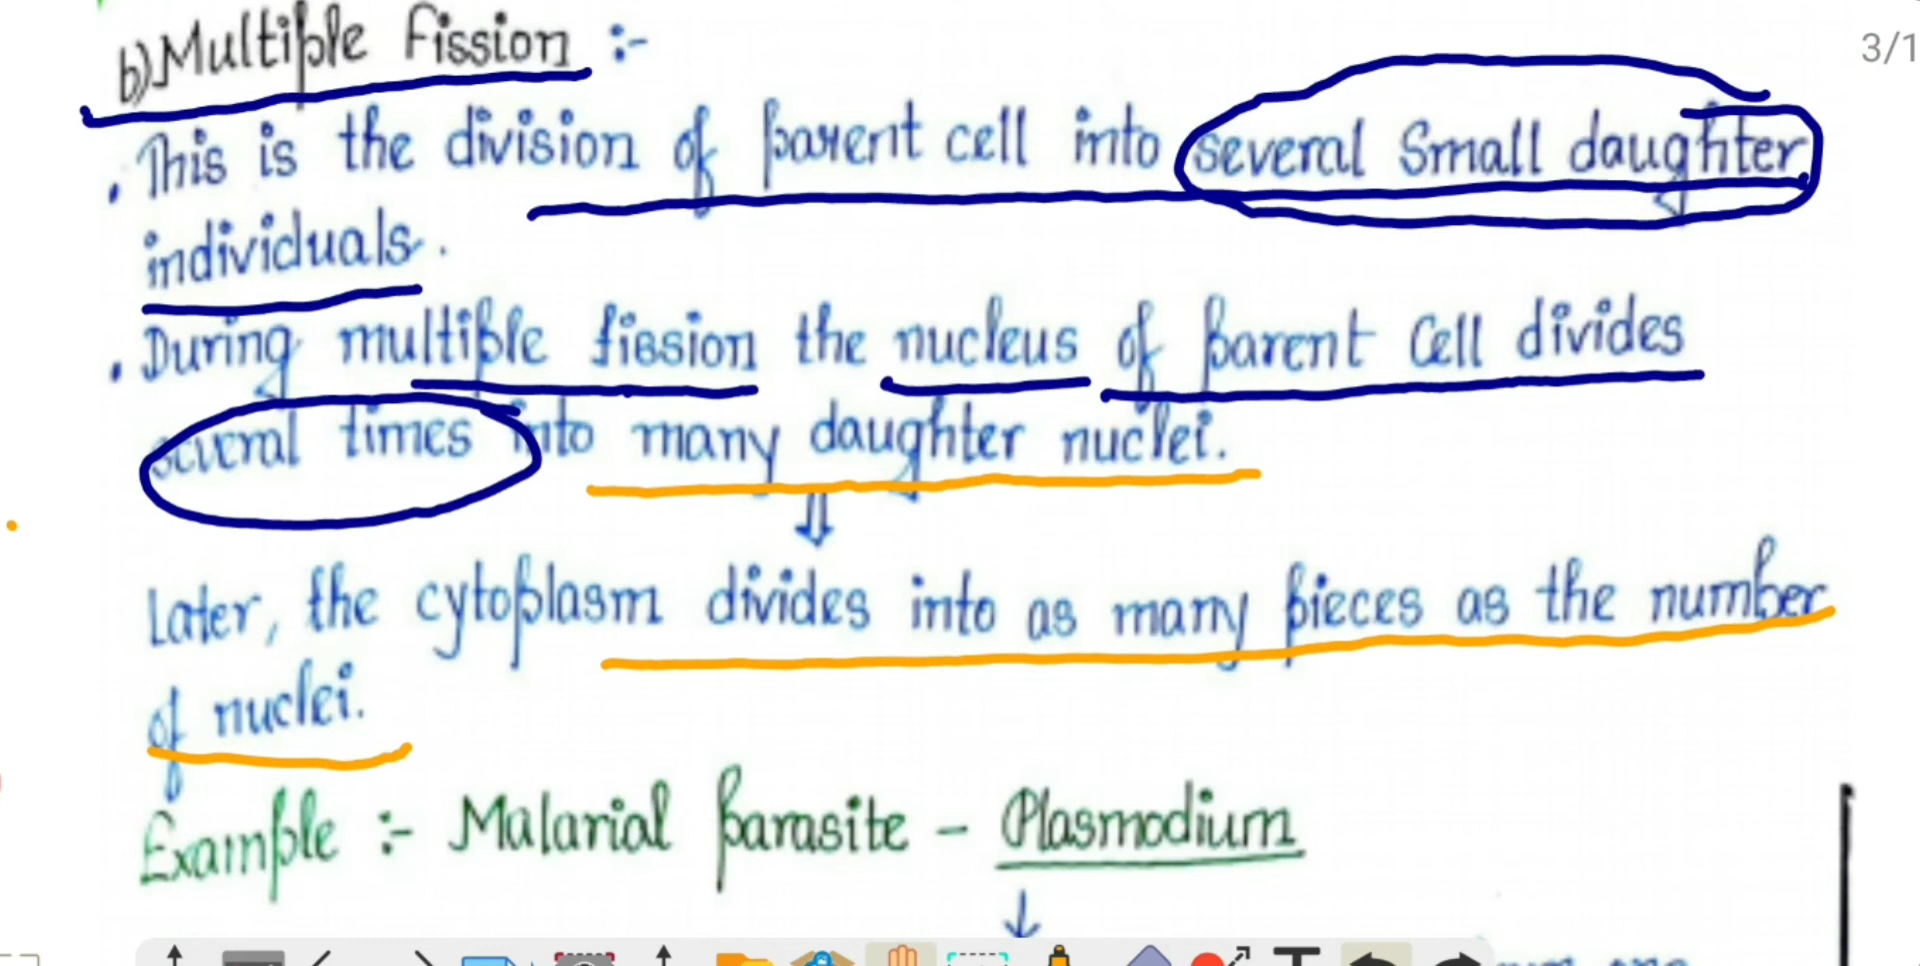 3/1
b) Multiple Fission :-
• This is the division of parent cell into several Small daughter
individuals.
• During multiple fission the nucleus of parent Cell divides
several times into many daughter nuclei.
Later, the cytoplasm divides into as many pieces as the number
of nuclei.
Example :- Malarial parasite - Plasmodium